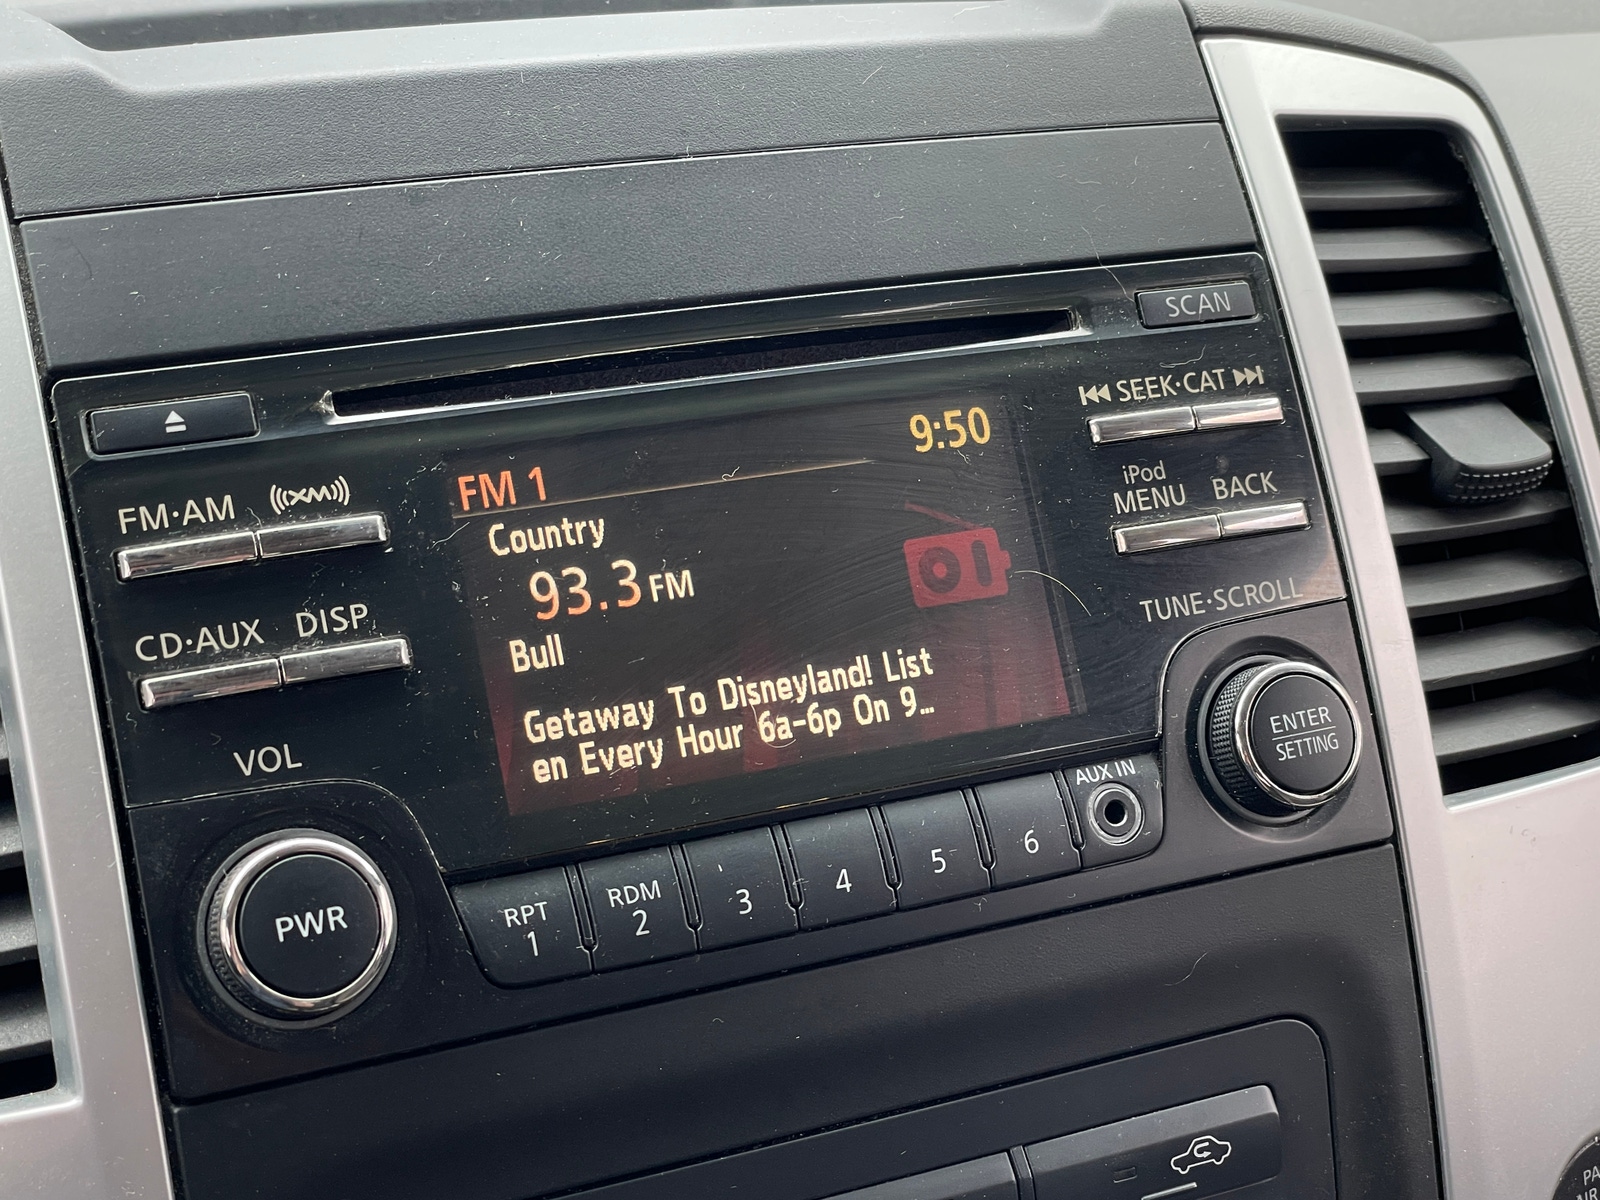 SCAN
SEEK·CAT
9:50
FM 1
Country
93.3 FM
Bull
Getaway To Disneyland! List
en Every Hour 6a-6p On 9...
FM·AM
((XM))
CD·AUX
DISP
VOL
PWR
iPod
MENU
BACK
TUNE·SCROLL
ENTER
SETTING
AUX IN
RPT
1
RDM
2
3
4
5
6